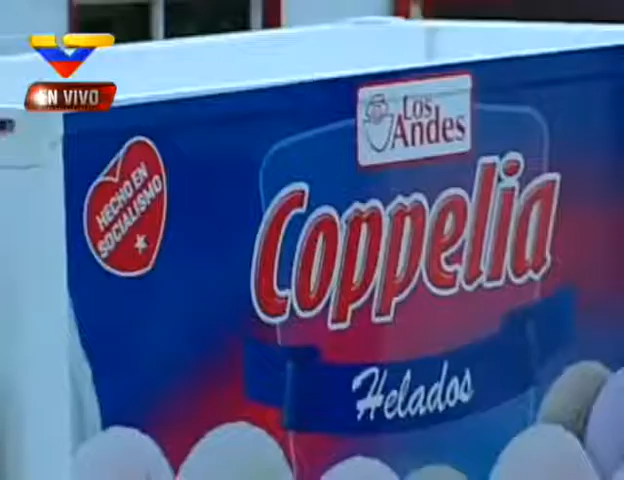 EN VIVO
Los
Andes
HECHO EN
SOCIALISMO
Coppelia
Helados